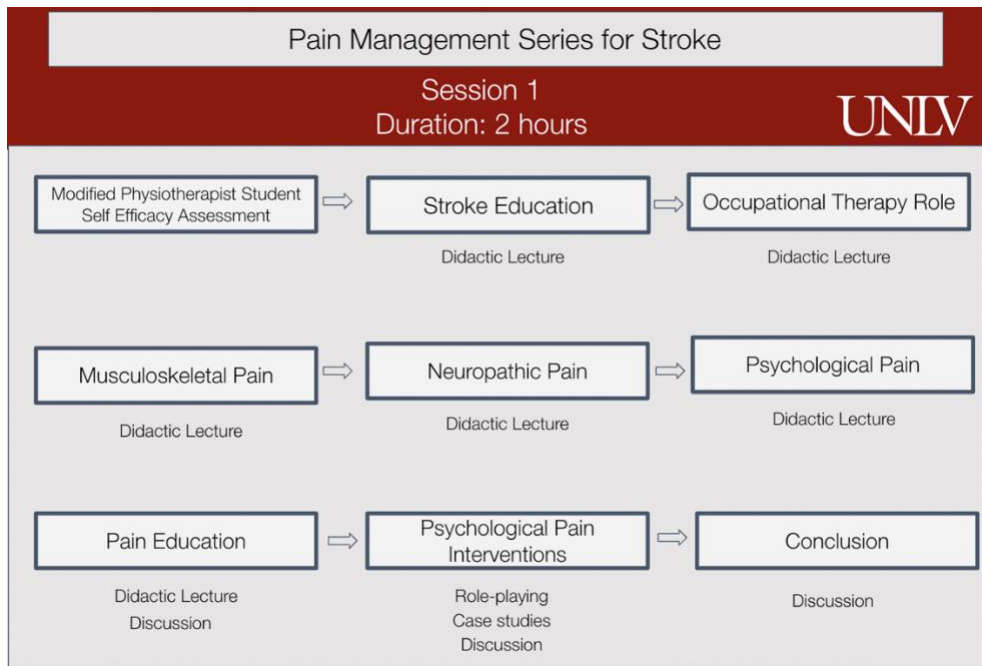 Pain Management Series for Stroke
Session 1
Duration: 2 hours
UNLV
Modified Physiotherapist Student
Self Efficacy Assessment
Stroke Education
Didactic Lecture
Occupational Therapy Role
Didactic Lecture
Musculoskeletal Pain
Didactic Lecture
Neuropathic Pain
Didactic Lecture
Psychological Pain
Didactic Lecture
Pain Education
Didactic Lecture
Discussion
Psychological Pain
Interventions
Role-playing
Case studies
Discussion
Conclusion
Discussion